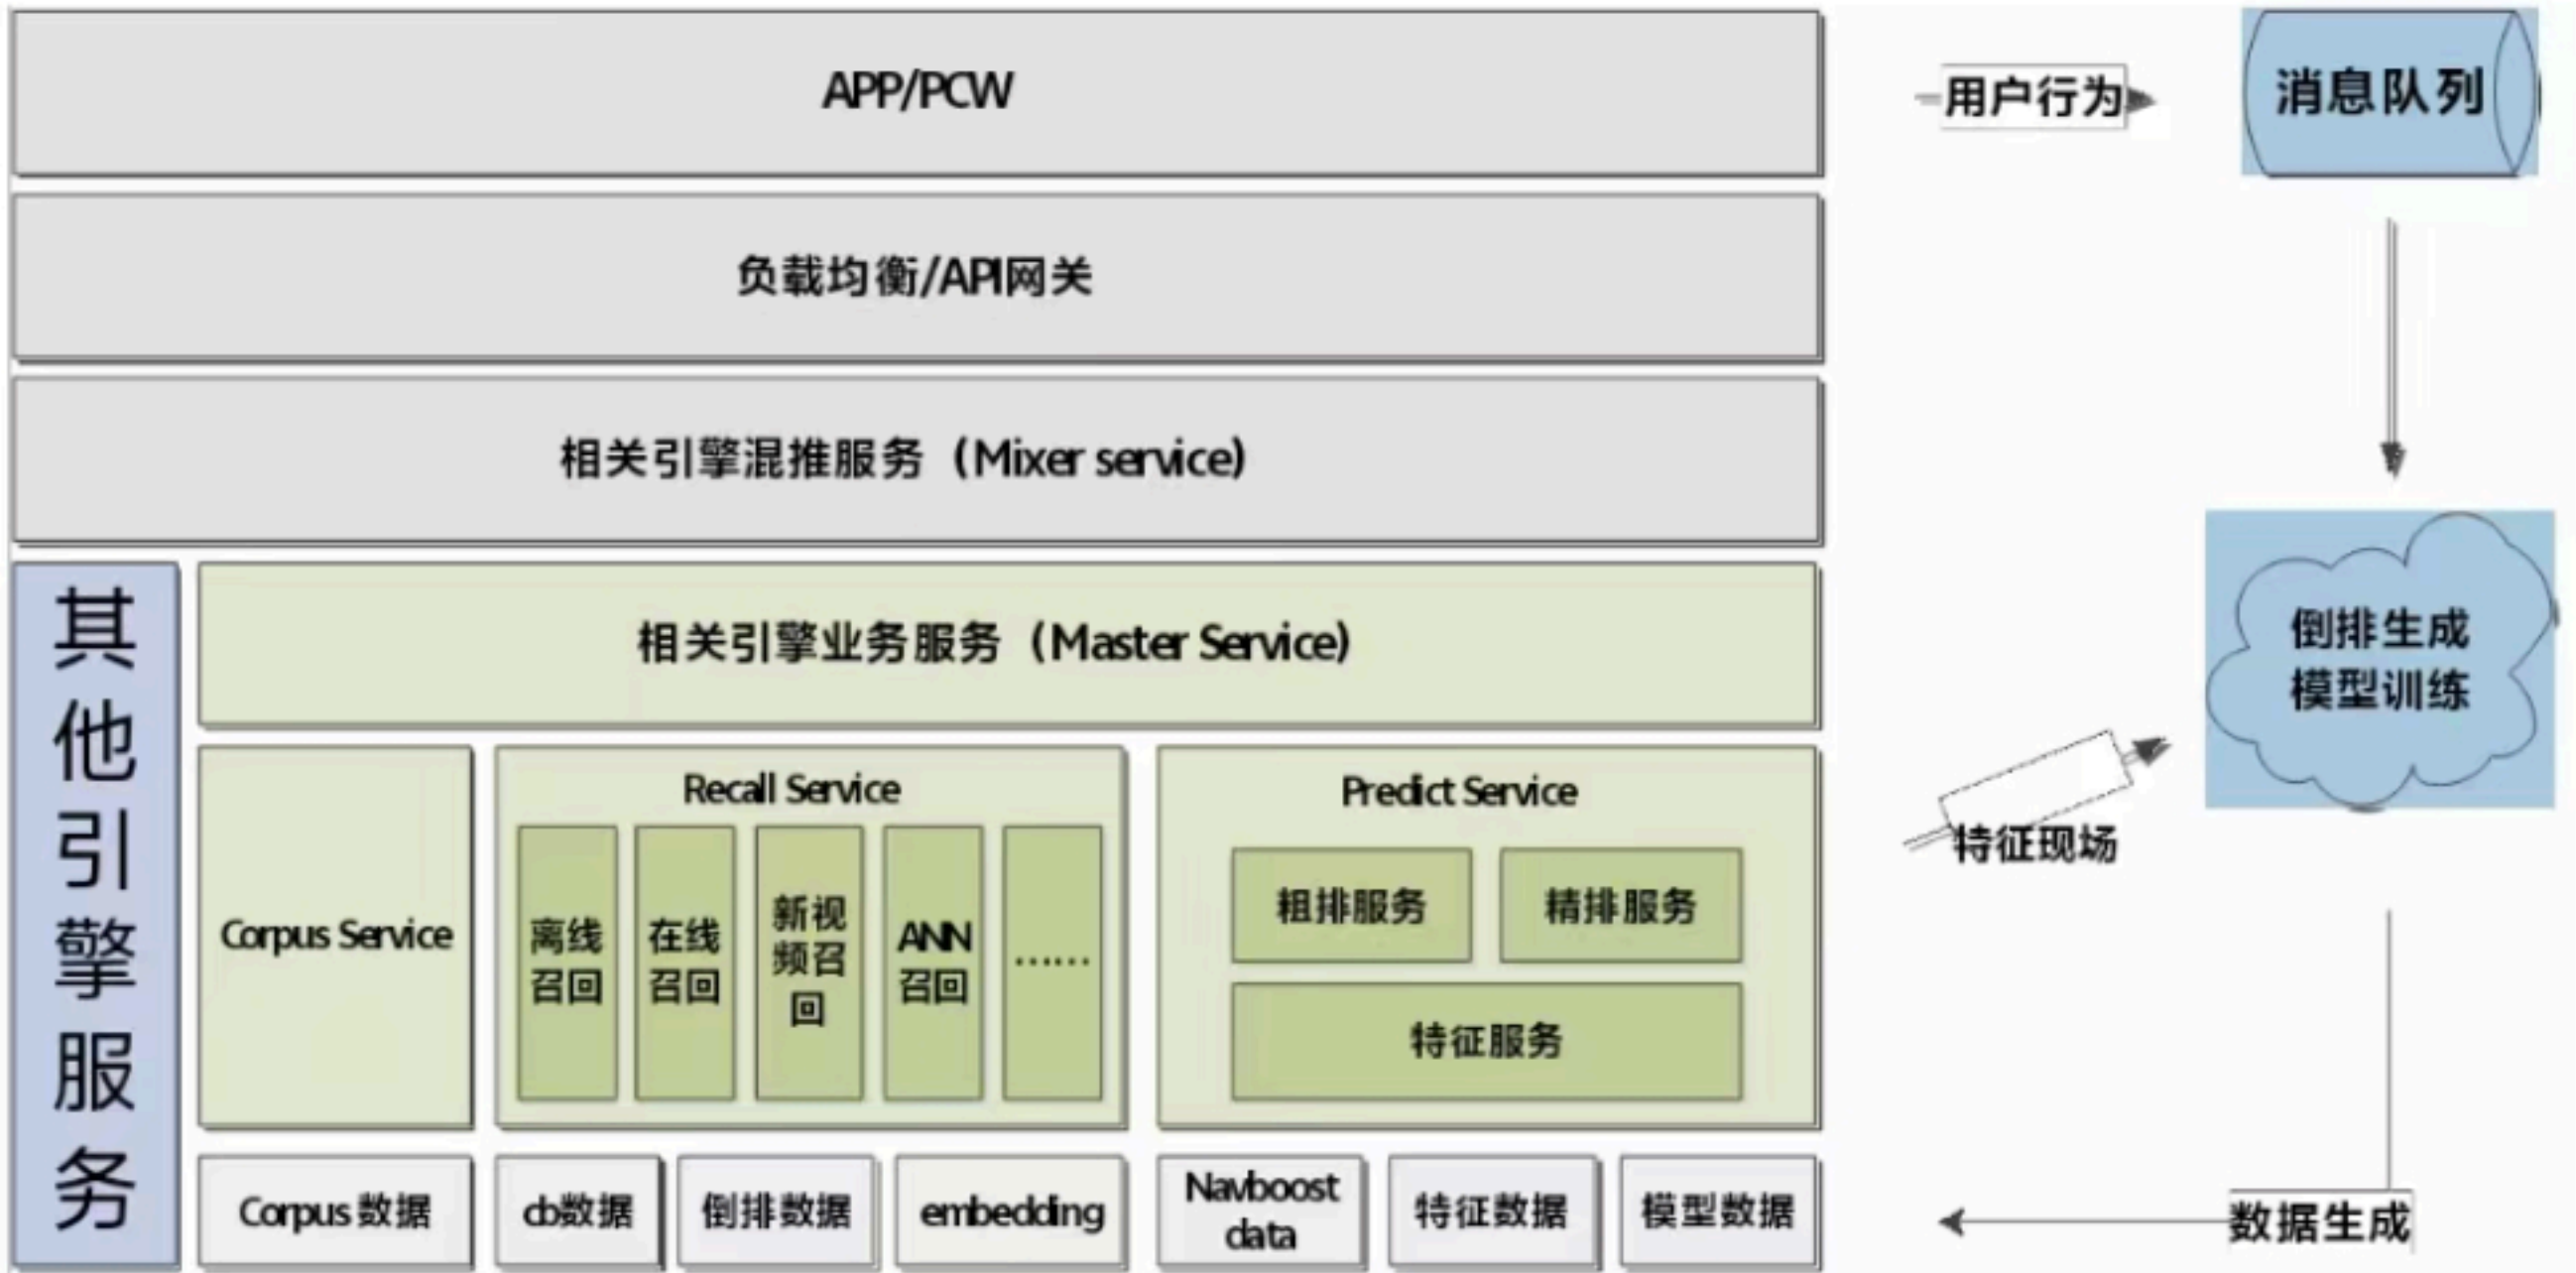 APP/PCW
用户行为
消息队列
负载均衡/API网关
相关引擎混推服务（Mixer service)
其他引擎服务
相关引擎业务服务（Master Service)
倒排生成
模型训练
Corpus Service
Recall Service
离线
召回
在线
召回
新视
频召
回
ANN
召回
……
Predict Service
粗排服务
精排服务
特征服务
特征现场
Corpus 数据
cb数据
倒排数据
embedding
Navboost
data
特征数据
模型数据
数据生成